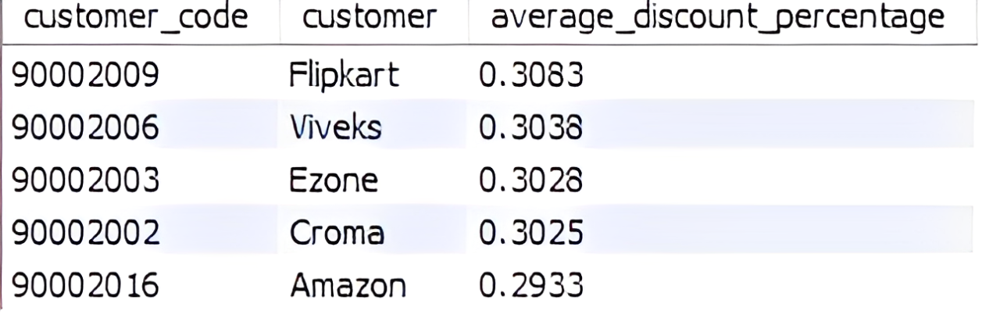 customer_code customer average_discount_percentage
90002009 Flipkart 0.3083
90002006 Viveks 0.3038
90002003 Ezone 0.3028
90002002 Croma 0.3025
90002016 Amazon 0.2933